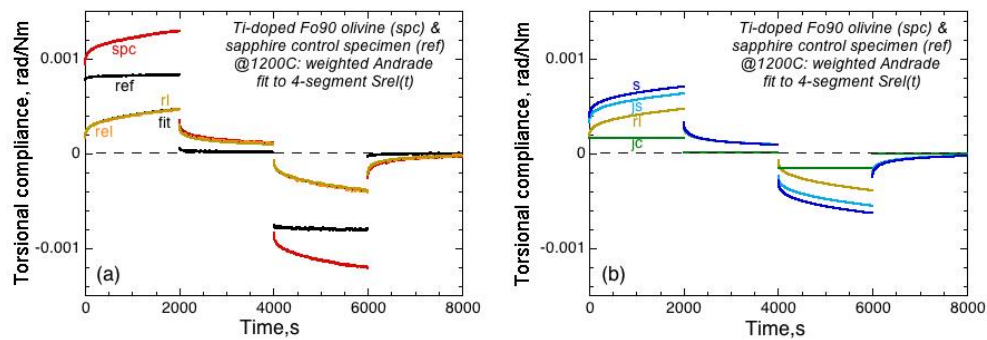 Ti-doped Fo90 olivine (spc) &
sapphire control specimen (ref)
@1200C: weighted Andrade
fit to 4-segment Srel(t)
Torsional compliance, rad/Nm
0.001
0
-0.001
spc
ref
rl
rel
fit
(a)
0
2000
4000
6000
8000
Time,s
Ti-doped Fo90 olivine (spc) &
sapphire control specimen (ref)
@1200C: weighted Andrade
fit to 4-segment Srel(t)
Torsional compliance, rad/Nm
0.001
0
-0.001
s
js
rl
jc
(b)
0
2000
4000
6000
8000
Time,s